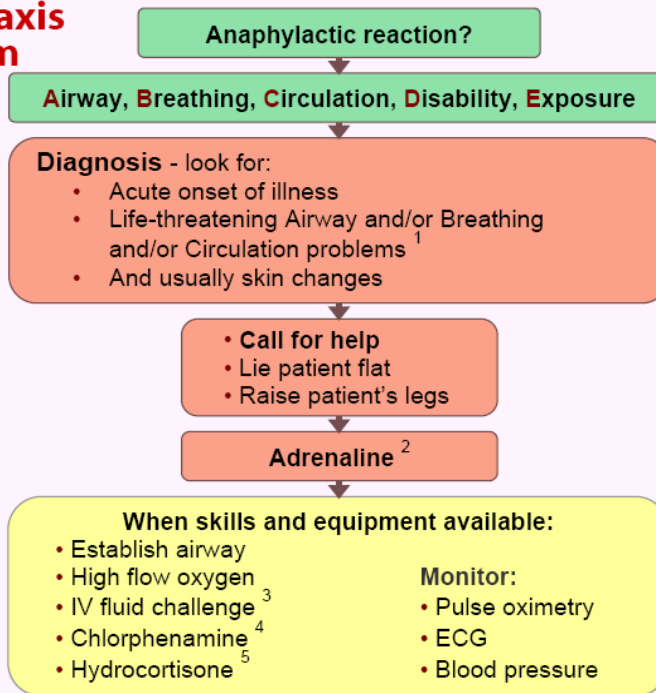 axis
m
Anaphylactic reaction?
Airway, Breathing, Circulation, Disability, Exposure
Diagnosis - look for:
• Acute onset of illness
• Life-threatening Airway and/or Breathing
and/or Circulation problems 1
• And usually skin changes
• Call for help
• Lie patient flat
• Raise patient's legs
Adrenaline 2
When skills and equipment available:
• Establish airway
• High flow oxygen
• IV fluid challenge 3
• Chlorphenamine 4
• Hydrocortisone 5
Monitor:
• Pulse oximetry
• ECG
• Blood pressure